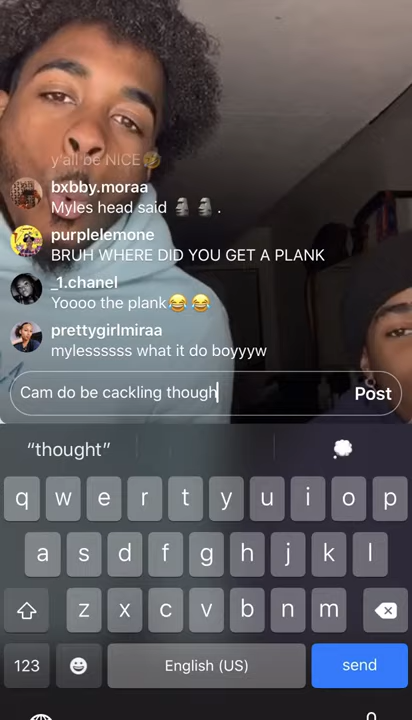 y'all be NICE🤣
bxbby.moraa
Myles head said 🗿 🗿 .
purplelemone
BRUH WHERE DID YOU GET A PLANK
_1.chanel
Yoooo the plank😂 😂
prettygirlmiraa
mylessssss what it do boyyyw
Cam do be cackling though
Post
“thought”
q w e r t y u i o p
a s d f g h j k l
z x c v b n m
123
English (US)
send